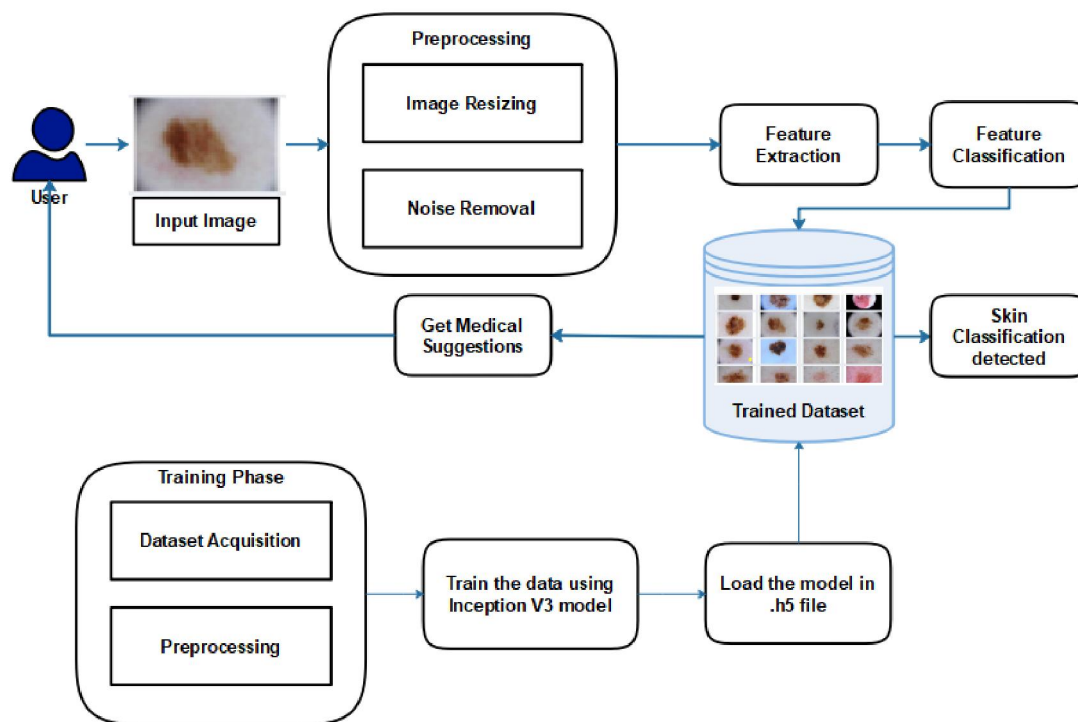 Preprocessing
Image Resizing
Noise Removal
User
Input Image
Feature
Extraction
Feature
Classification
Get Medical
Suggestions
Trained Dataset
Skin
Classification
detected
Training Phase
Dataset Acquisition
Preprocessing
Train the data using
Inception V3 model
Load the model in
.h5 file